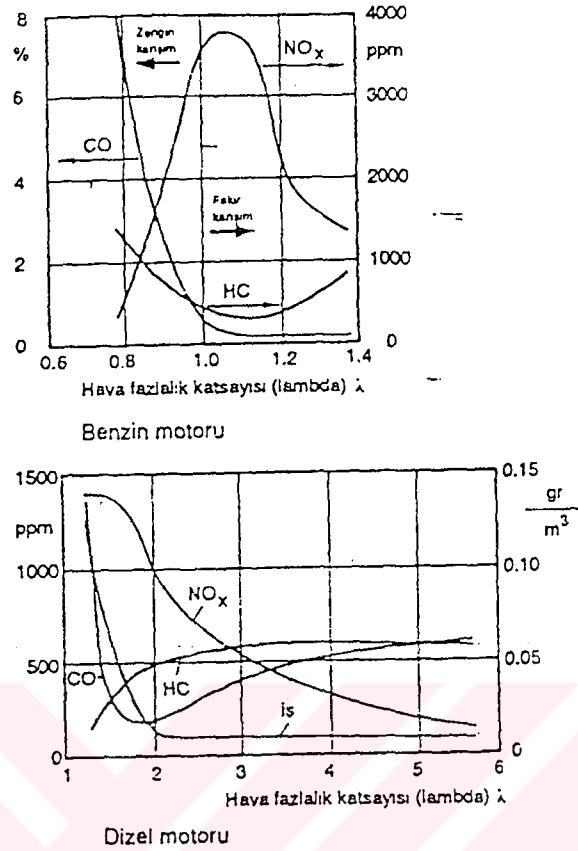 8
%
6
4
2
0
Zengin
karışım
NOx
4000
ppm
3000
2000
1000
0
CO
Fakir
karışım
HC
0.6 0.8 1.0 1.2 1.4
Hava fazlalık katsayısı (lambda) λ
Benzin motoru
1500
ppm
1000
500
0
0.15
gr
m3
0.10
0.05
0
NOx
CO
HC
is
1 2 3 4 5 6
Hava fazlalık katsayısı (lambda) λ
Dizel motoru